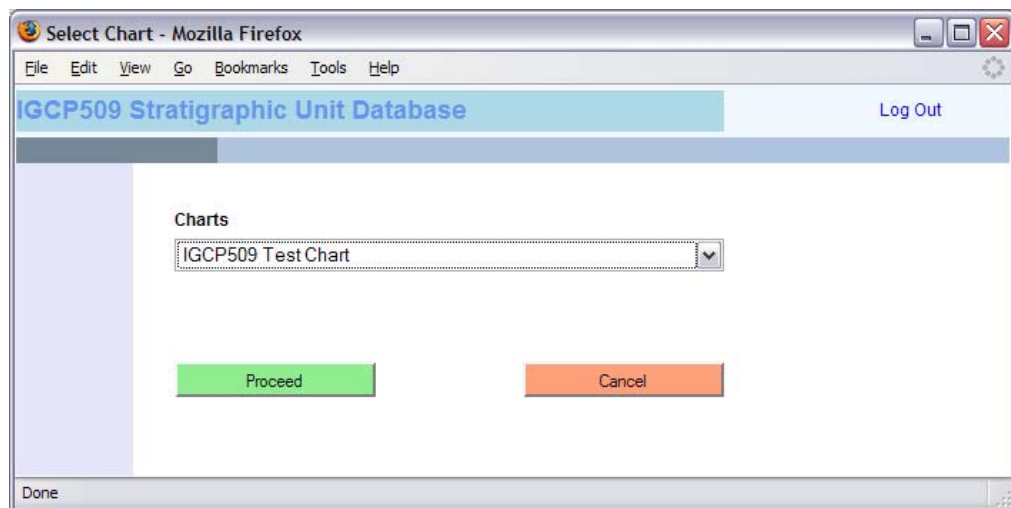 Select Chart - Mozilla Firefox
File Edit View Go Bookmarks Tools Help
IGCP509 Stratigraphic Unit Database
Log Out
Charts
IGCP509 Test Chart
Proceed Cancel
Done